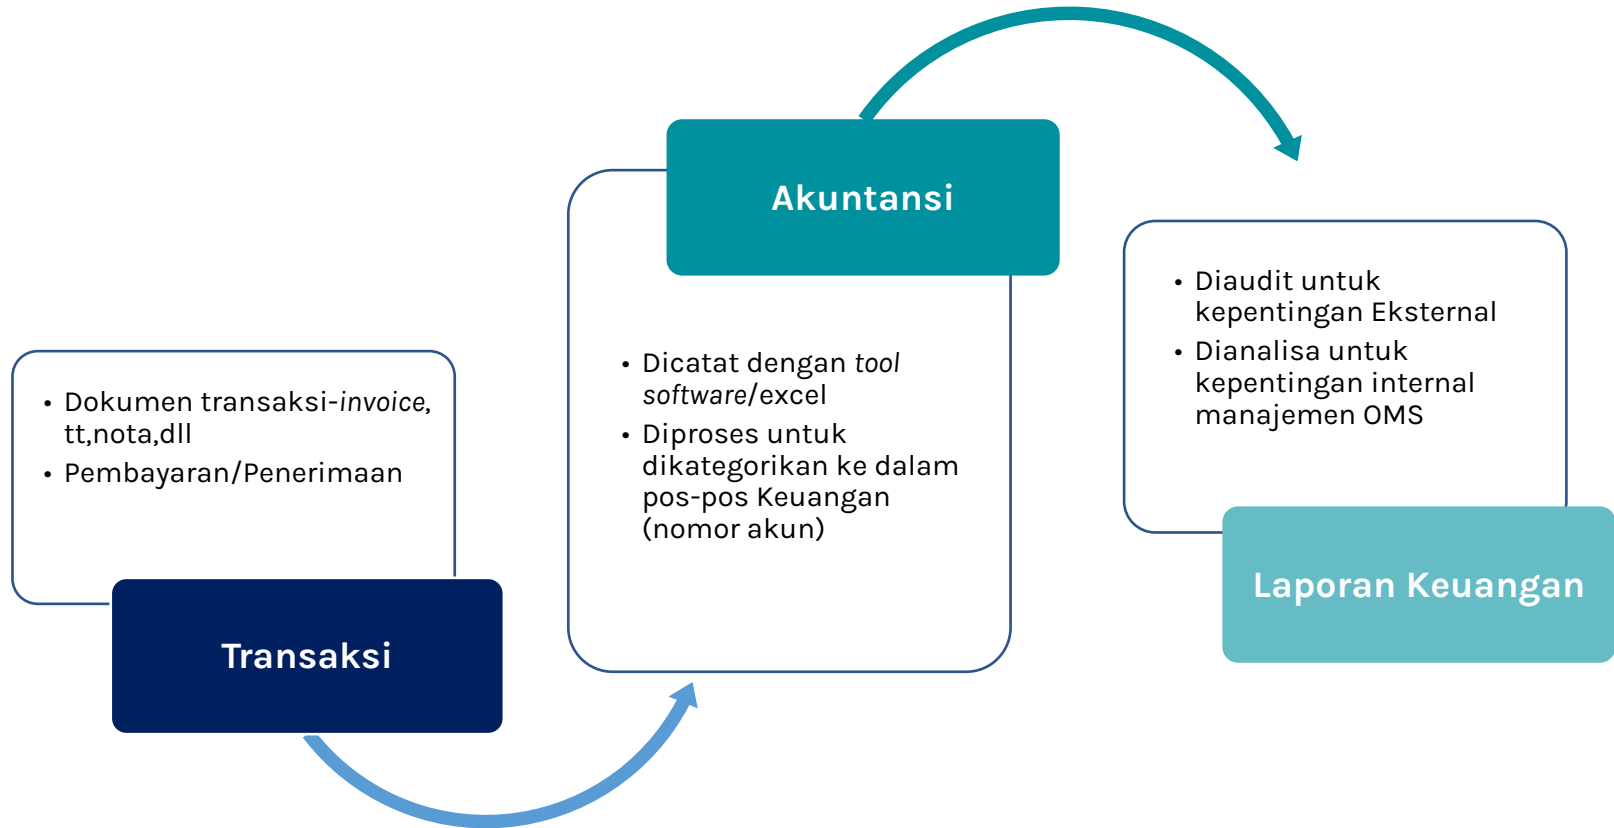 • Dokumen transaksi-invoice,
tt,nota,dll
• Pembayaran/Penerimaan
Transaksi
Akuntansi
• Dicatat dengan tool
software/excel
• Diproses untuk
dikategorikan ke dalam
pos-pos Keuangan
(nomor akun)
• Diaudit untuk
kepentingan Eksternal
• Dianalisa untuk
kepentingan internal
manajemen OMS
Laporan Keuangan